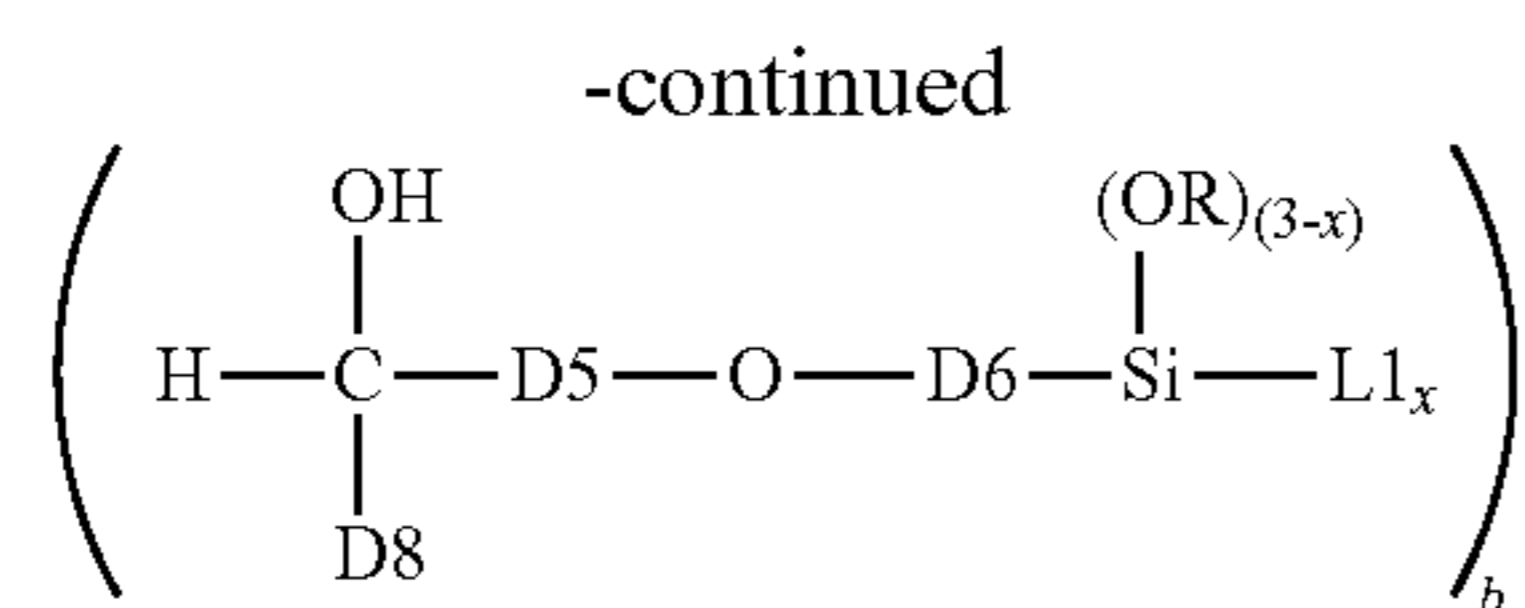 -continued
OH (OR)(3-x)
H—C—D5—O—D6—Si—L1x
D8
b